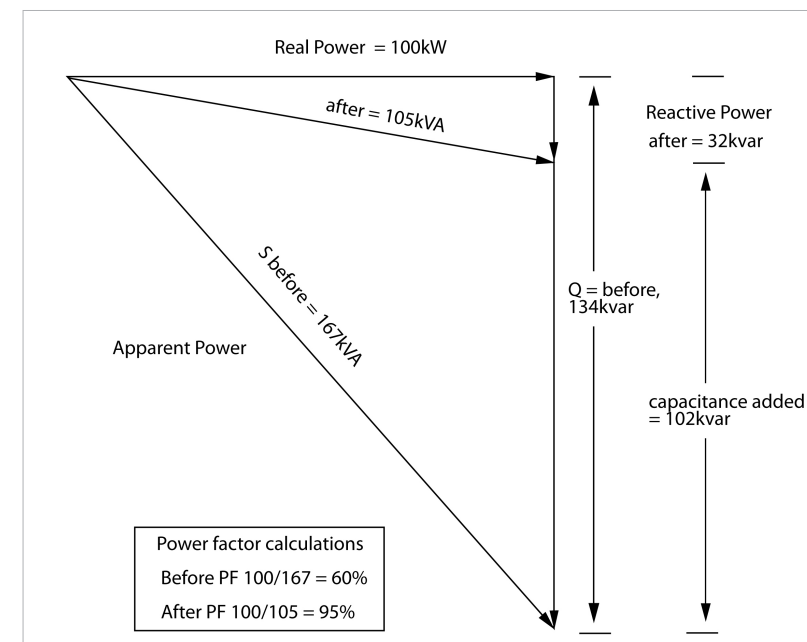 Real Power = 100kW
after = 105kVA
Reactive Power
after = 32kvar
S before = 167kVA
Q = before,
134kvar
Apparent Power
capacitance added
= 102kvar
Power factor calculations
Before PF 100/167 = 60%
After PF 100/105 = 95%